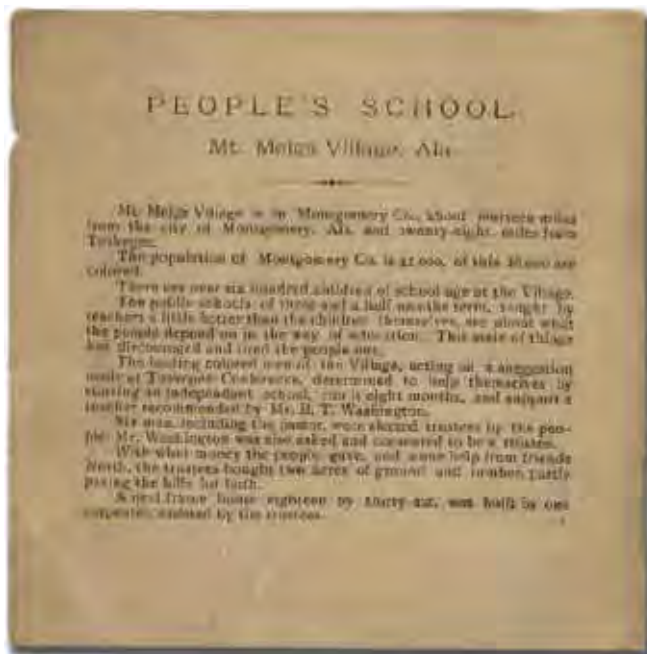 PEOPLE'S SCHOOL
Mt. Meigs Village, Ala.
Mt. Meigs Village is in Montgomery Co., about fourteen miles
from the city of Montgomery, Ala. and twenty-eight miles from
Tuskegee.
The population of Montgomery Co. is of this are
colored.
There are over six hundred children of school age at the Village.
The public schools of three and a half months term, taught by
teachers a little better than the children themselves, are about what
the people depend on in the way of education. This state of things
has discouraged and tired the people out.
The leading colored men of the Village, acting on a suggestion
made at Tuskegee Conference, determined to help themselves by
starting an independent school, run it eight months, and support a
teacher recommended by Mr. B. T. Washington.
Six men, including the pastor, were elected trustees by the peo-
ple. Mr. Washington was also asked and consented to be a trustee.
With what money the people gave, and some help from friends
North, the trustees bought two acres of ground and lumber, partly
paying the bills for both.
A neat frame house eighteen by thirty-six, was built by one
carpenter, assisted by the trustees.